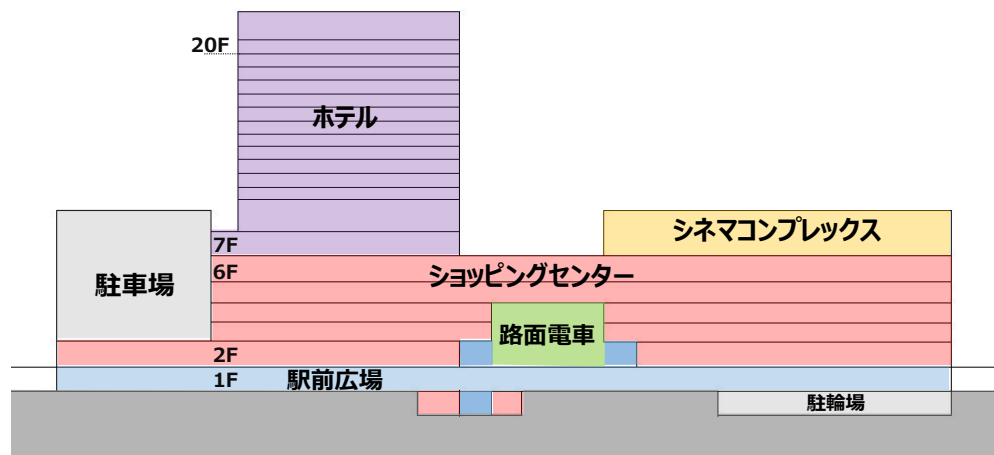 20F
ホテル
シネマコンプレックス
7F
6F
ショッピングセンター
駐車場
路面電車
2F
1F
駅前広場
駐輪場